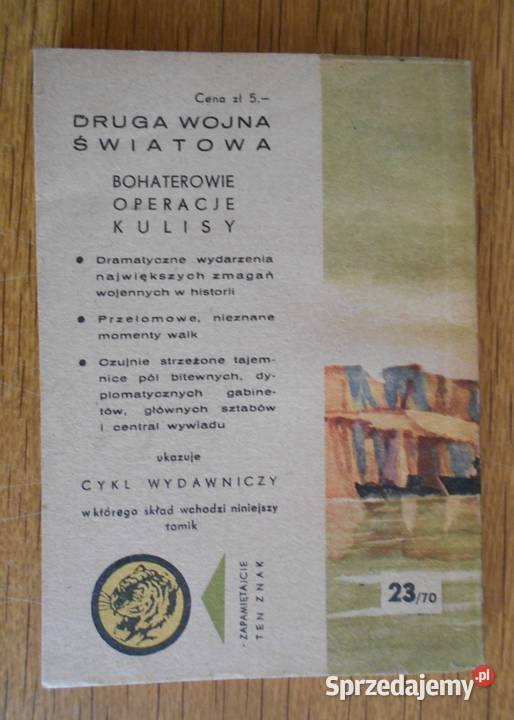 Cena zł 5.—
DRUGA WOJNA
ŚWIATOWA
BOHATEROWIE
OPERACJE
KULISY
● Dramatyczne wydarzenia
największych zmagań
wojennych w historii
● Przełomowe, nieznane
momenty walk
● Czujnie strzeżone tajem-
nice pól bitewnych, dy-
plomatycznych gabine-
tów, głównych sztabów
i central wywiadu
ukazuje
CYKL WYDAWNICZY
w którego skład wchodzi niniejszy
tomik
- ZAPAMIĘTAJCIE
TEN ZNAK
23/70
Sprzedajemy.pl